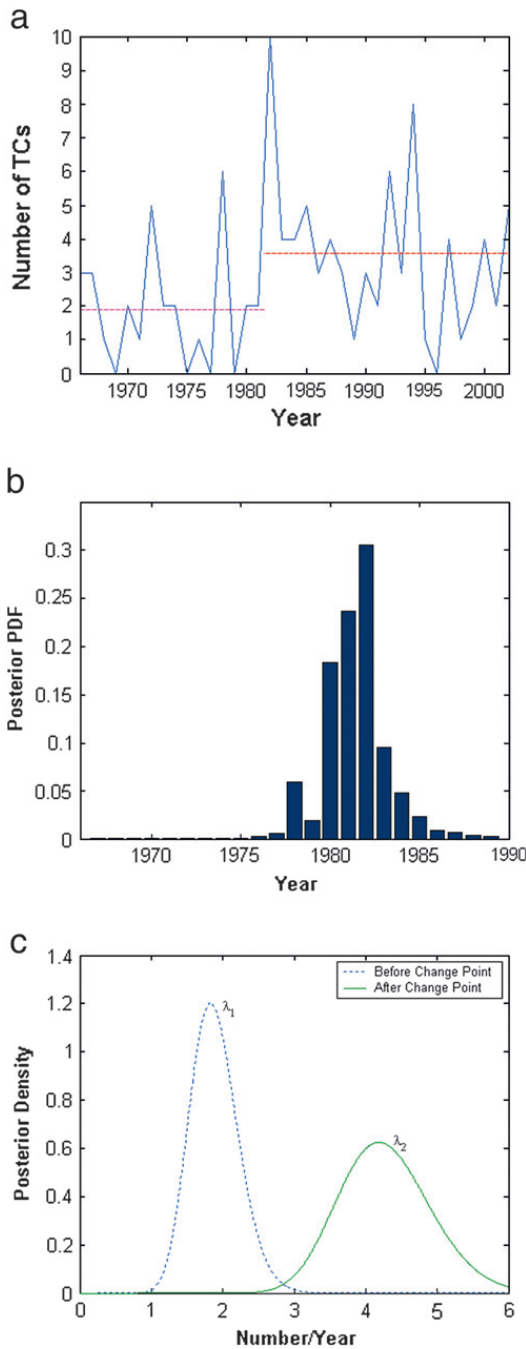 a
10
9
8
7
6
5
4
3
2
1
0
Number of TCs
1970 1975 1980 1985 1990 1995 2000
Year
b
0.3
0.25
0.2
0.15
0.1
0.05
0
Posterior PDF
1970 1975 1980 1985 1990
Year
c
1.4
1.2
1
0.8
0.6
0.4
0.2
0
Posterior Density
Before Change Point
After Change Point
λ1
λ2
0 1 2 3 4 5 6
Number/Year